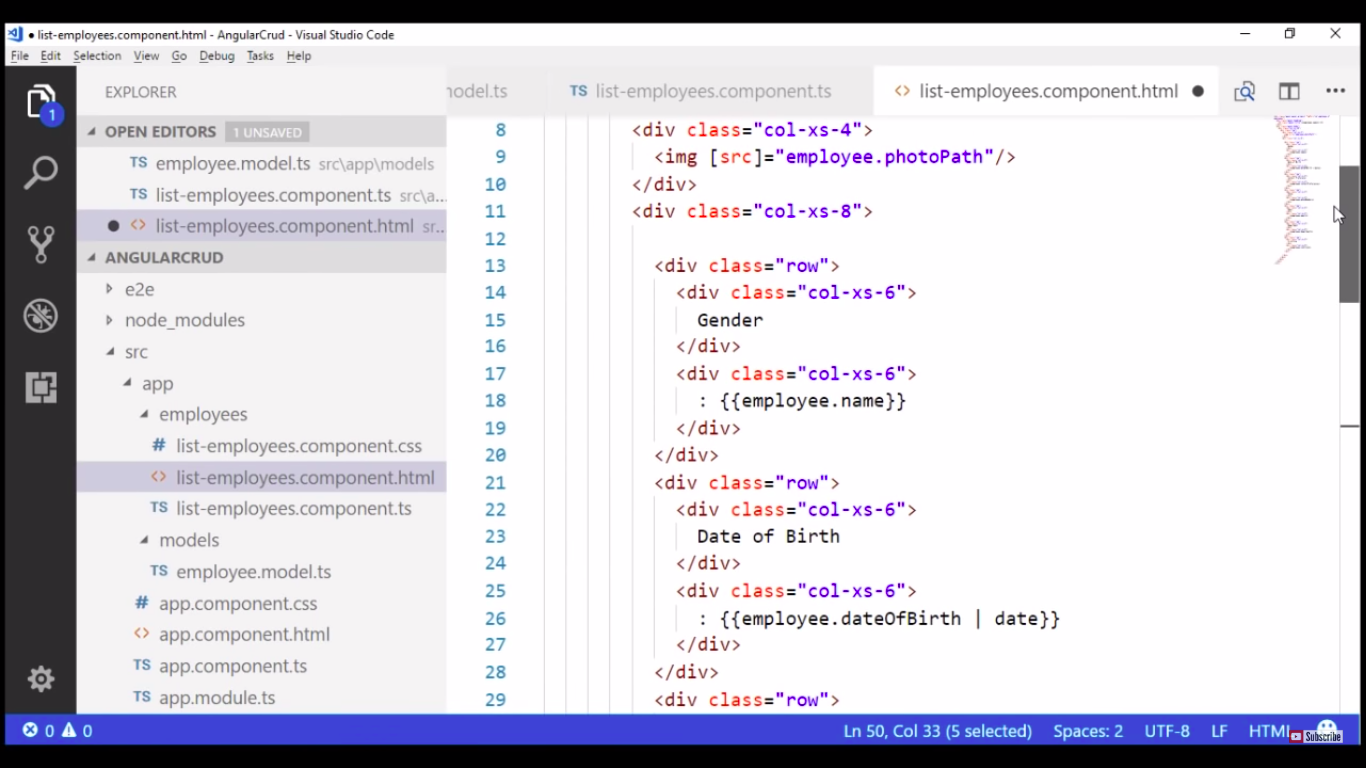 ● list-employees.component.html - AngularCrud - Visual Studio Code
File Edit Selection View Go Debug Tasks Help
EXPLORER
OPEN EDITORS 1 UNSAVED
TS employee.model.ts src\app\models
TS list-employees.component.ts src\a...
● <> list-employees.component.html sr...
ANGULARCRUD
e2e
node_modules
src
app
employees
# list-employees.component.css
<> list-employees.component.html
TS list-employees.component.ts
models
TS employee.model.ts
# app.component.css
<> app.component.html
TS app.component.ts
TS app.module.ts
1
model.ts TS list-employees.component.ts <> list-employees.component.html ●
8 <div class="col-xs-4">
9 <img [src]="employee.photoPath"/>
10 </div>
11 <div class="col-xs-8">
12
13 <div class="row">
14 <div class="col-xs-6">
15 Gender
16 </div>
17 <div class="col-xs-6">
18 : {{employee.name}}
19 </div>
20 </div>
21 <div class="row">
22 <div class="col-xs-6">
23 Date of Birth
24 </div>
25 <div class="col-xs-6">
26 : {{employee.dateOfBirth | date}}
27 </div>
28 </div>
29 <div class="row">
0 0 Ln 50, Col 33 (5 selected) Spaces: 2 UTF-8 LF HTML
Subscribe